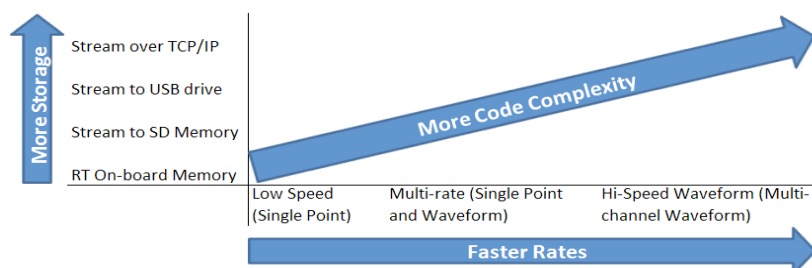 More Storage
Stream over TCP/IP
Stream to USB drive
Stream to SD Memory
RT On-board Memory
More Code Complexity
Low Speed
(Single Point)
Multi-rate (Single Point
and Waveform)
Hi-Speed Waveform (Multi-
channel Waveform)
Faster Rates